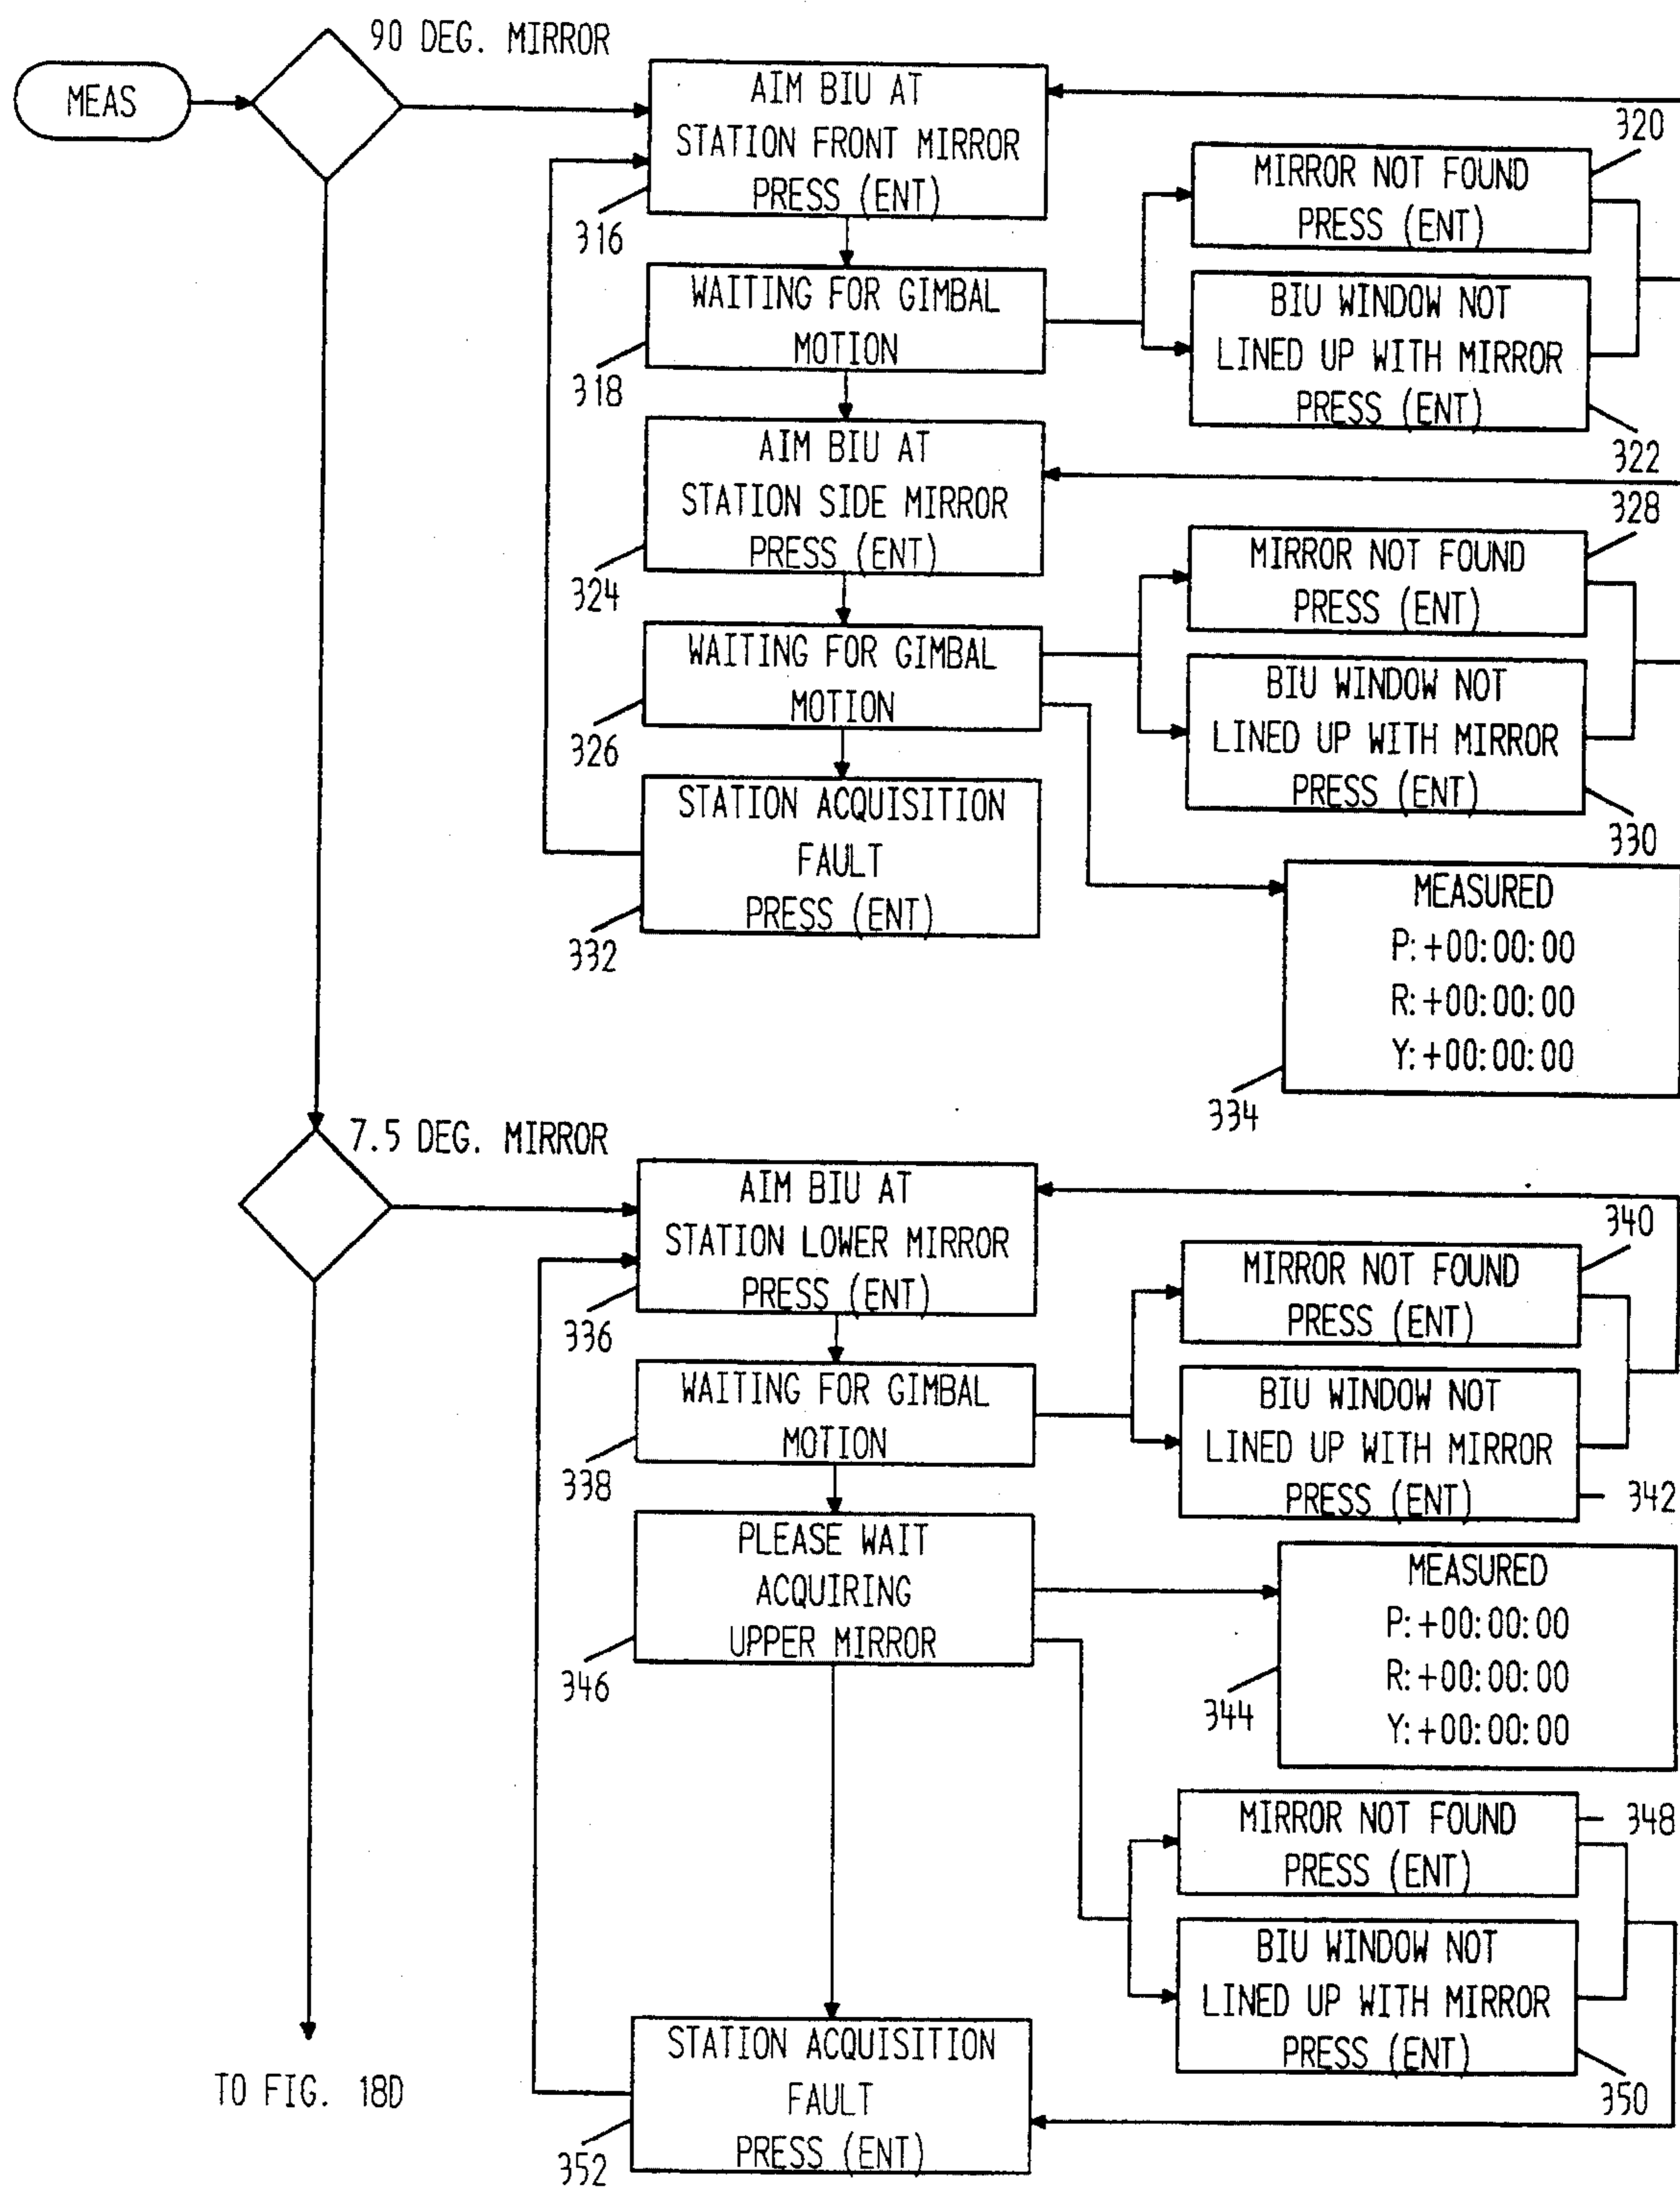 90 DEG. MIRROR
MEAS
AIM BIU AT
STATION FRONT MIRROR
PRESS (ENT)
316
320
MIRROR NOT FOUND
PRESS (ENT)
WAITING FOR GIMBAL
MOTION
318
BIU WINDOW NOT
LINED UP WITH MIRROR
PRESS (ENT)
322
AIM BIU AT
STATION SIDE MIRROR
PRESS (ENT)
324
328
MIRROR NOT FOUND
PRESS (ENT)
WAITING FOR GIMBAL
MOTION
326
BIU WINDOW NOT
LINED UP WITH MIRROR
PRESS (ENT)
330
STATION ACQUISITION
FAULT
PRESS (ENT)
332
MEASURED
P:+00:00:00
R:+00:00:00
Y:+00:00:00
334
7.5 DEG. MIRROR
AIM BIU AT
STATION LOWER MIRROR
PRESS (ENT)
336
340
MIRROR NOT FOUND
PRESS (ENT)
WAITING FOR GIMBAL
MOTION
338
BIU WINDOW NOT
LINED UP WITH MIRROR
PRESS (ENT)
342
PLEASE WAIT
ACQUIRING
UPPER MIRROR
346
MEASURED
P:+00:00:00
R:+00:00:00
Y:+00:00:00
344
MIRROR NOT FOUND
PRESS (ENT)
348
BIU WINDOW NOT
LINED UP WITH MIRROR
PRESS (ENT)
350
STATION ACQUISITION
FAULT
PRESS (ENT)
352
TO FIG. 18D